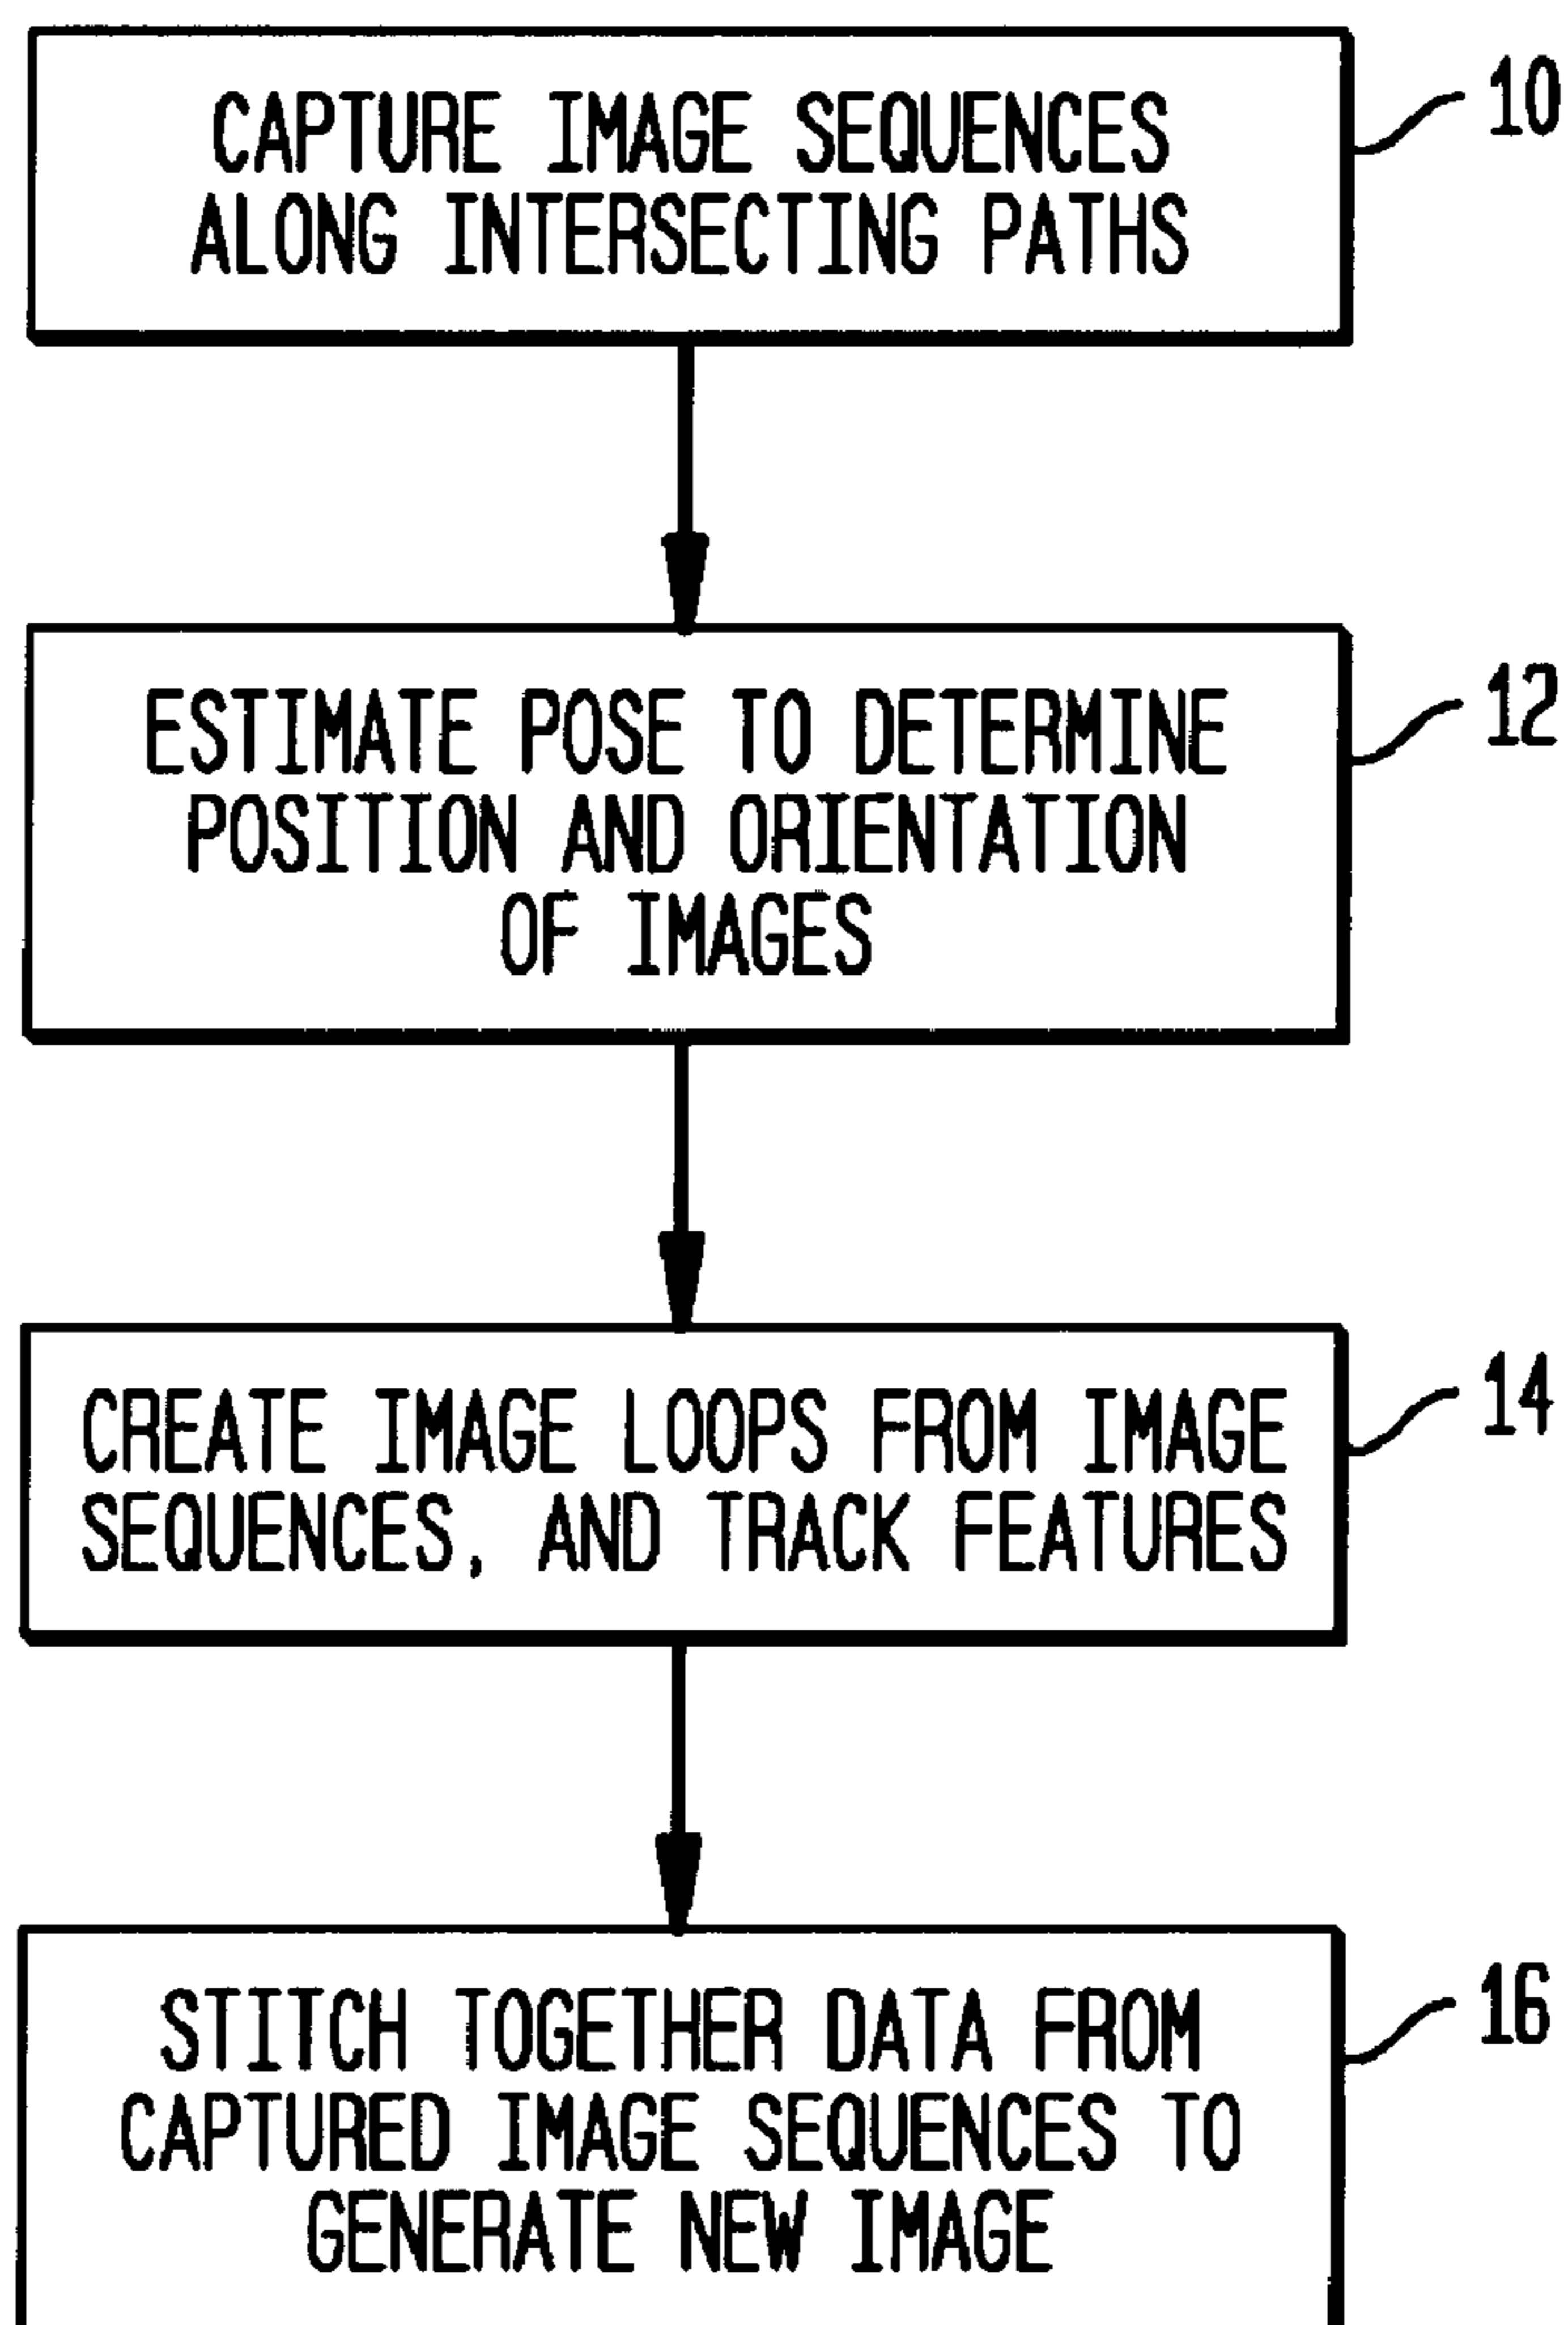 CAPTURE IMAGE SEQUENCES
ALONG INTERSECTING PATHS
10
ESTIMATE POSE TO DETERMINE
POSITION AND ORIENTATION
OF IMAGES
12
CREATE IMAGE LOOPS FROM IMAGE
SEQUENCES, AND TRACK FEATURES
14
STITCH TOGETHER DATA FROM
CAPTURED IMAGE SEQUENCES TO
GENERATE NEW IMAGE
16